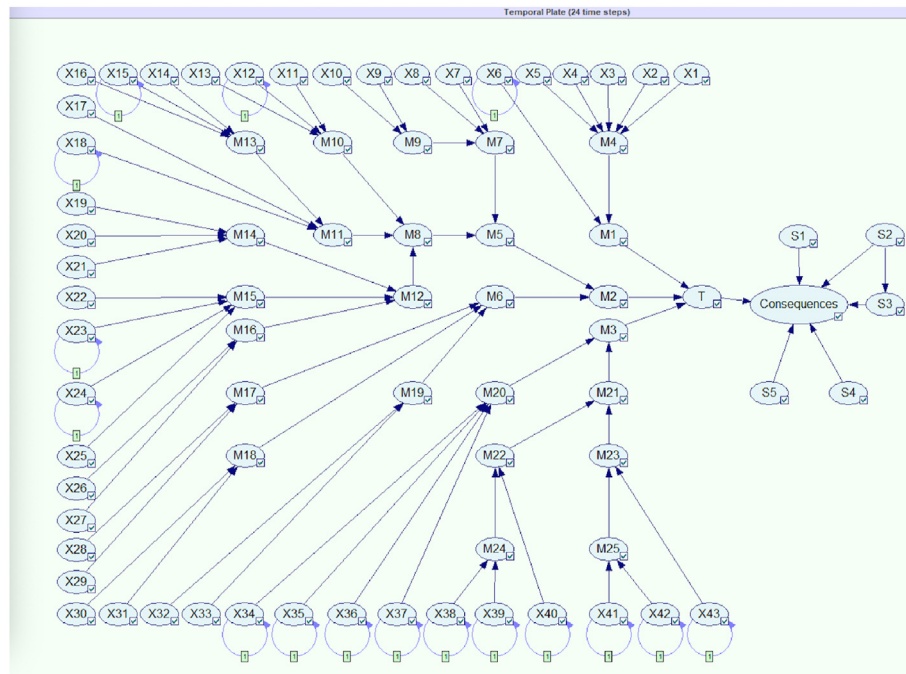 Temporal Plate (24 time steps)
X16 X15 X14 X13 X12 X11 X10 X9 X8 X7 X6 X5 X4 X3 X2 X1
X17
1 1 1
X18 M13 M10 M9 M7 M4
1
X19
X20 M14 M11 M8 M5 M1 S1 S2
X21
X22 M15 M12 M6 M2 T Consequences S3
X23 M16 M3
1
X24 M17 M19 M20 M21 S5 S4
1
X25 M18 M22 M23
X26
X27
X28 M24 M25
X29
X30 X31 X32 X33 X34 X35 X36 X37 X38 X39 X40 X41 X42 X43
1 1 1 1 1 1 1 1 1 1